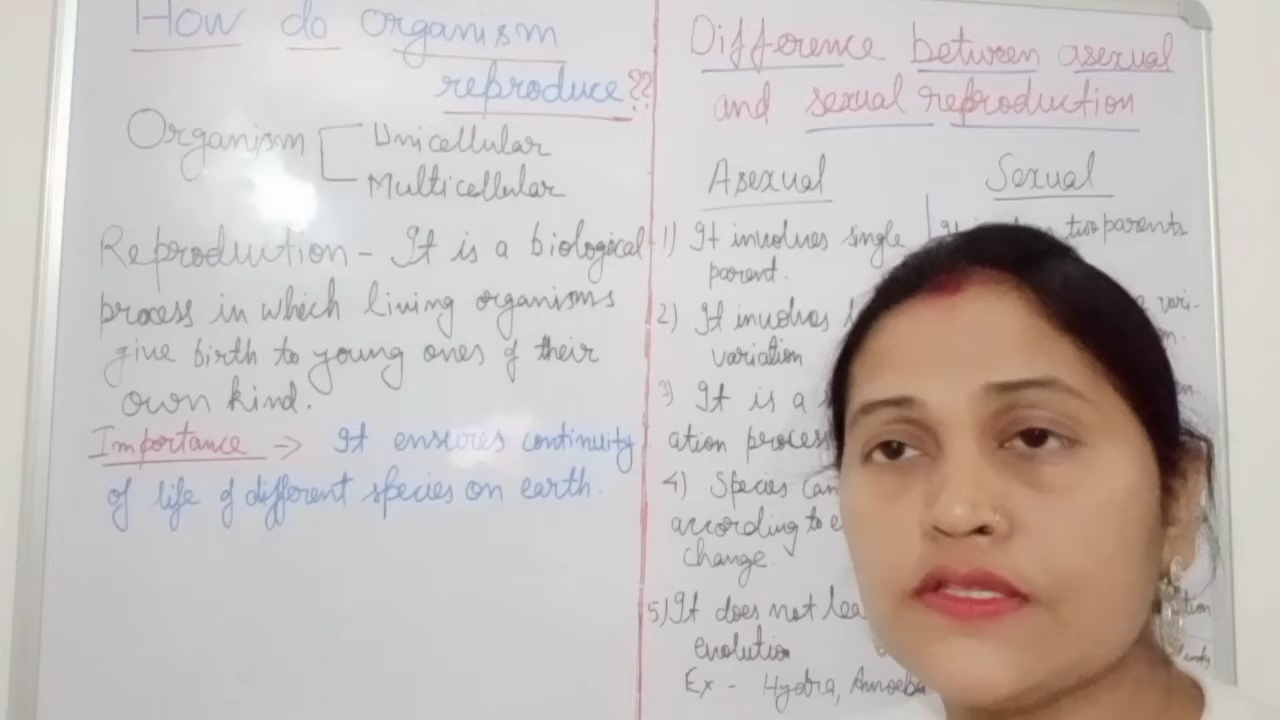 How do organism
reproduce??
Organism
Unicellular
Multicellular
Reproduction - It is a biological
process in which living organisms
give birth to young ones of their
own kind.
Importance → It ensures continuity
of life of different species on earth.
Difference between asexual
and sexual reproduction
Asexual
Sexual
1) It involves single
parent.
two parents
2) It involves
variation
vari-
3) It is a
ation process
4) Species can
according to
change.
5) It does not
evolution
Ex - Hydra, Amoeba